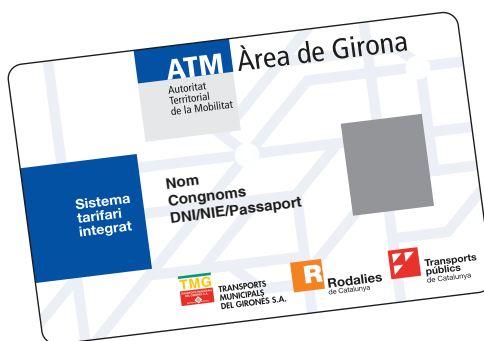 ATM Àrea de Girona
Autoritat
Territorial
de la Mobilitat
Sistema
tarifari
integrat
Nom
Congnoms
DNI/NIE/Passaport
TMG
TRANSPORTS
MUNICIPALS
DEL GIRONÈS S.A.
R
Rodalies
de Catalunya
Transports
públics
de Catalunya